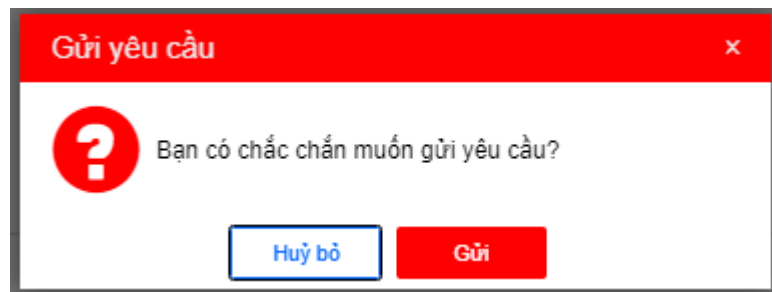 Gửi yêu cầu ×
Bạn có chắc chắn muốn gửi yêu cầu?
Huỷ bỏ Gửi